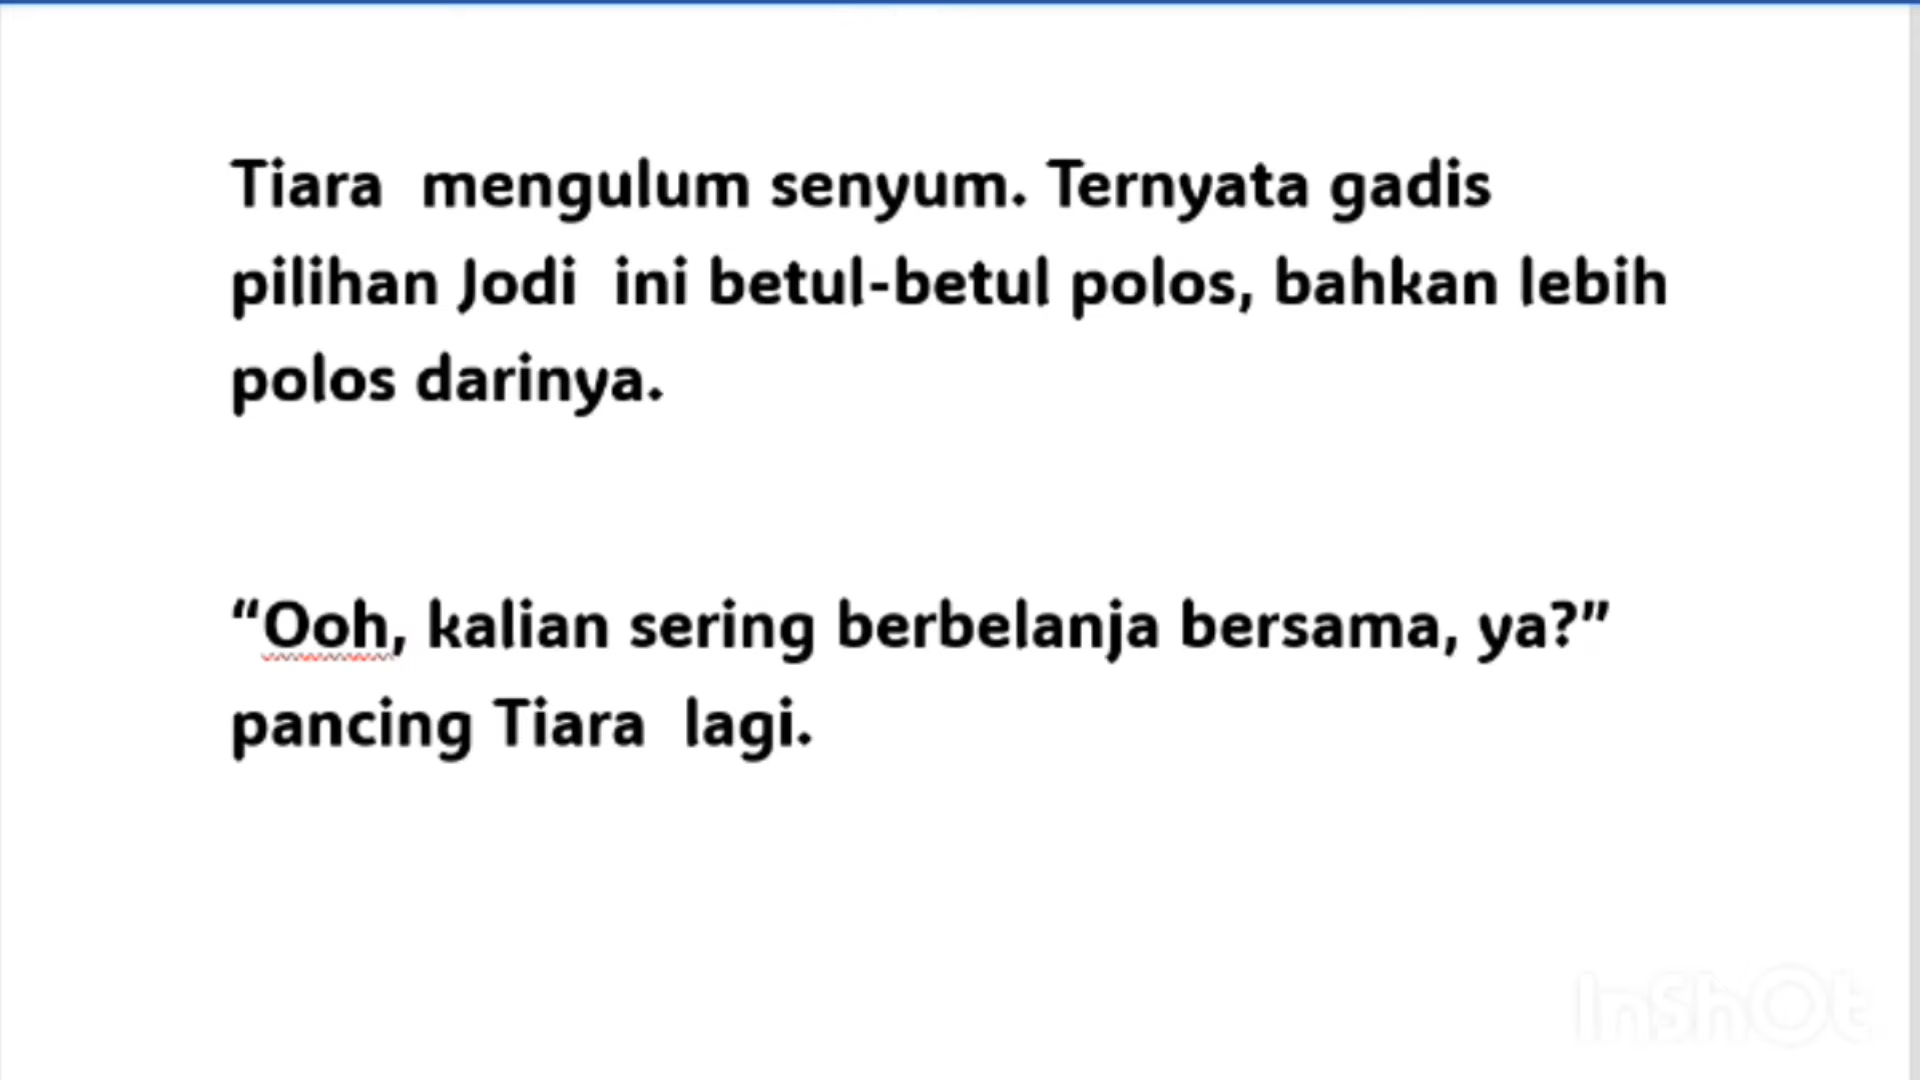 Tiara  mengulum senyum. Ternyata gadis
pilihan Jodi  ini betul-betul polos, bahkan lebih
polos darinya.
“Ooh, kalian sering berbelanja bersama, ya?”
pancing Tiara  lagi.
InShOt